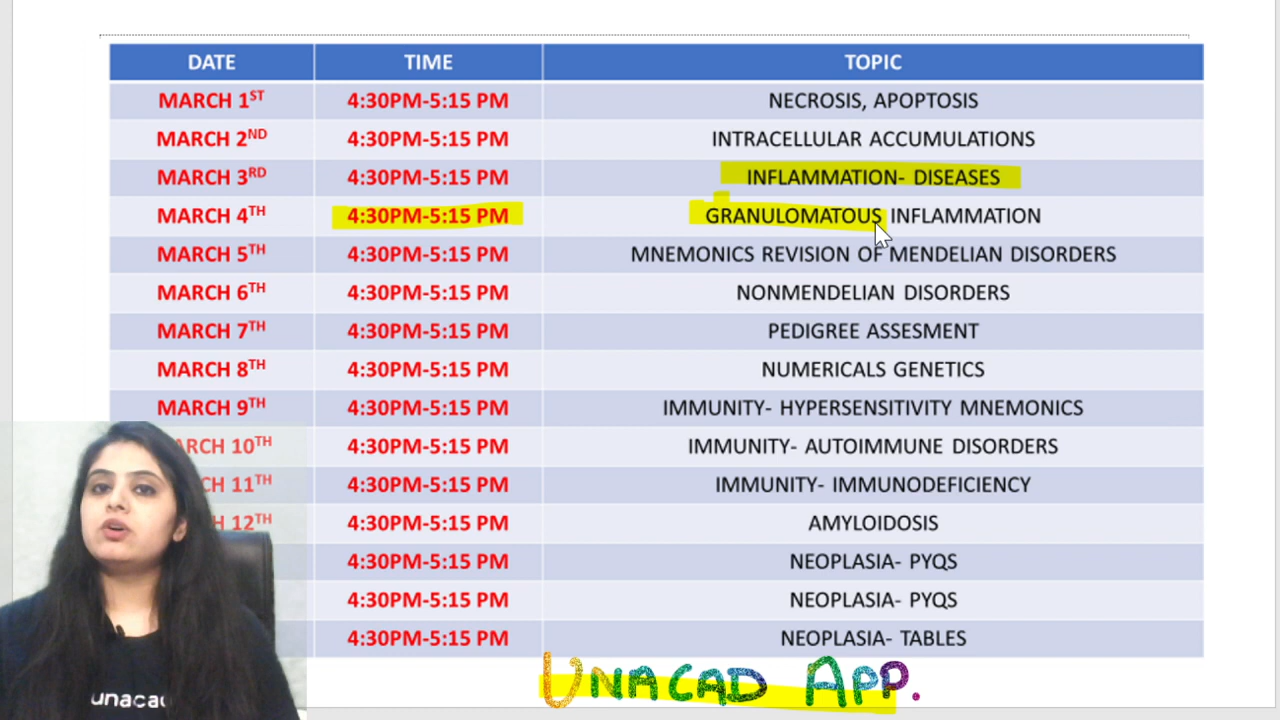 DATE TIME TOPIC
MARCH 1ST 4:30PM-5:15 PM NECROSIS, APOPTOSIS
MARCH 2ND 4:30PM-5:15 PM INTRACELLULAR ACCUMULATIONS
MARCH 3RD 4:30PM-5:15 PM INFLAMMATION- DISEASES
MARCH 4TH 4:30PM-5:15 PM GRANULOMATOUS INFLAMMATION
MARCH 5TH 4:30PM-5:15 PM MNEMONICS REVISION OF MENDELIAN DISORDERS
MARCH 6TH 4:30PM-5:15 PM NONMENDELIAN DISORDERS
MARCH 7TH 4:30PM-5:15 PM PEDIGREE ASSESMENT
MARCH 8TH 4:30PM-5:15 PM NUMERICALS GENETICS
MARCH 9TH 4:30PM-5:15 PM IMMUNITY- HYPERSENSITIVITY MNEMONICS
MARCH 10TH 4:30PM-5:15 PM IMMUNITY- AUTOIMMUNE DISORDERS
CH 11TH 4:30PM-5:15 PM IMMUNITY- IMMUNODEFICIENCY
H 12TH 4:30PM-5:15 PM AMYLOIDOSIS
4:30PM-5:15 PM NEOPLASIA- PYQS
4:30PM-5:15 PM NEOPLASIA- PYQS
4:30PM-5:15 PM NEOPLASIA- TABLES
UNACAD APP.
unacad